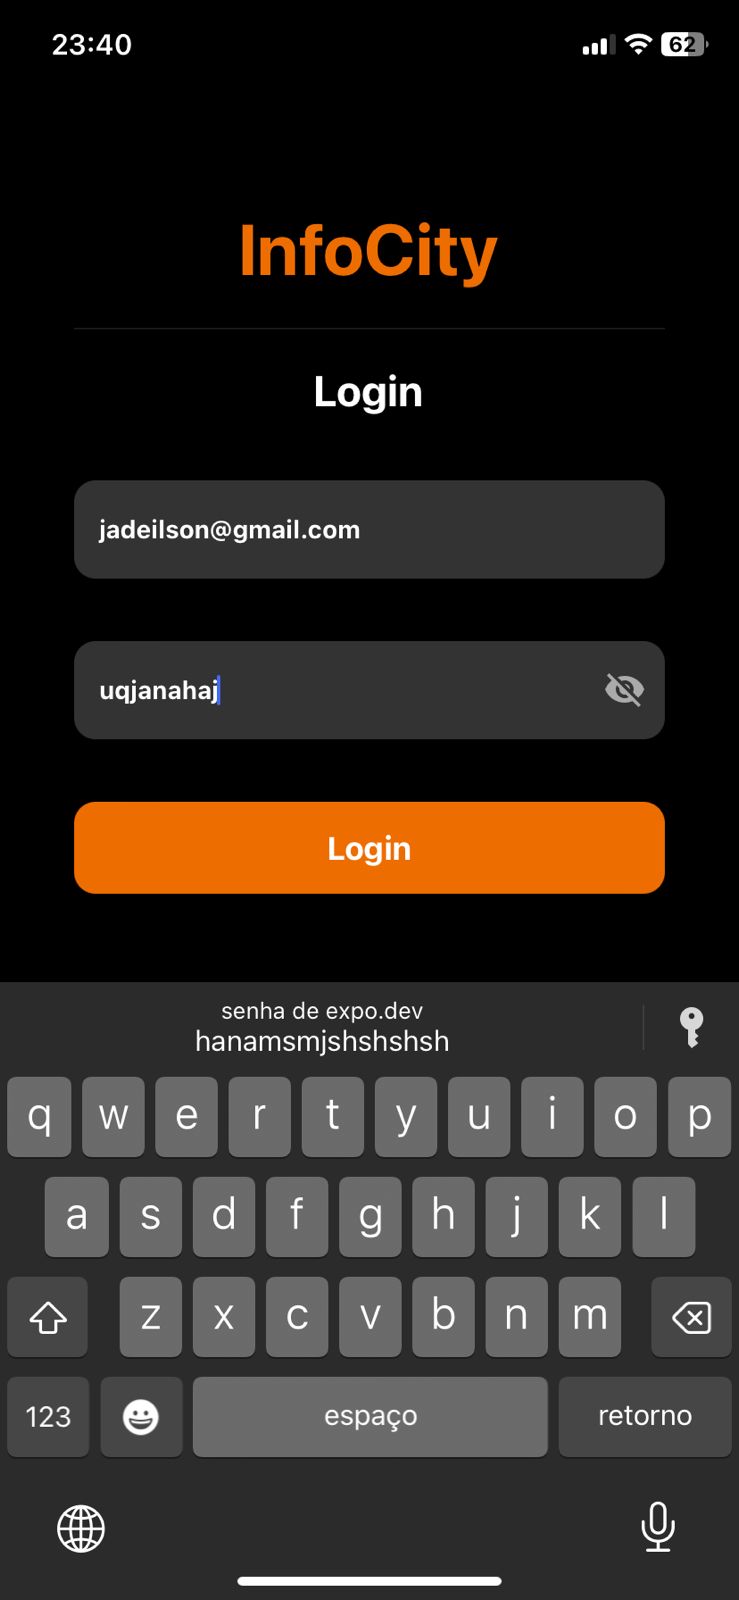 23:40
62
InfoCity
Login
jadeilson@gmail.com
uqjanahaj
Login
senha de expo.dev
hanamsmjshshshsh
q w e r t y u i o p
a s d f g h j k l
z x c v b n m
123 espaço retorno